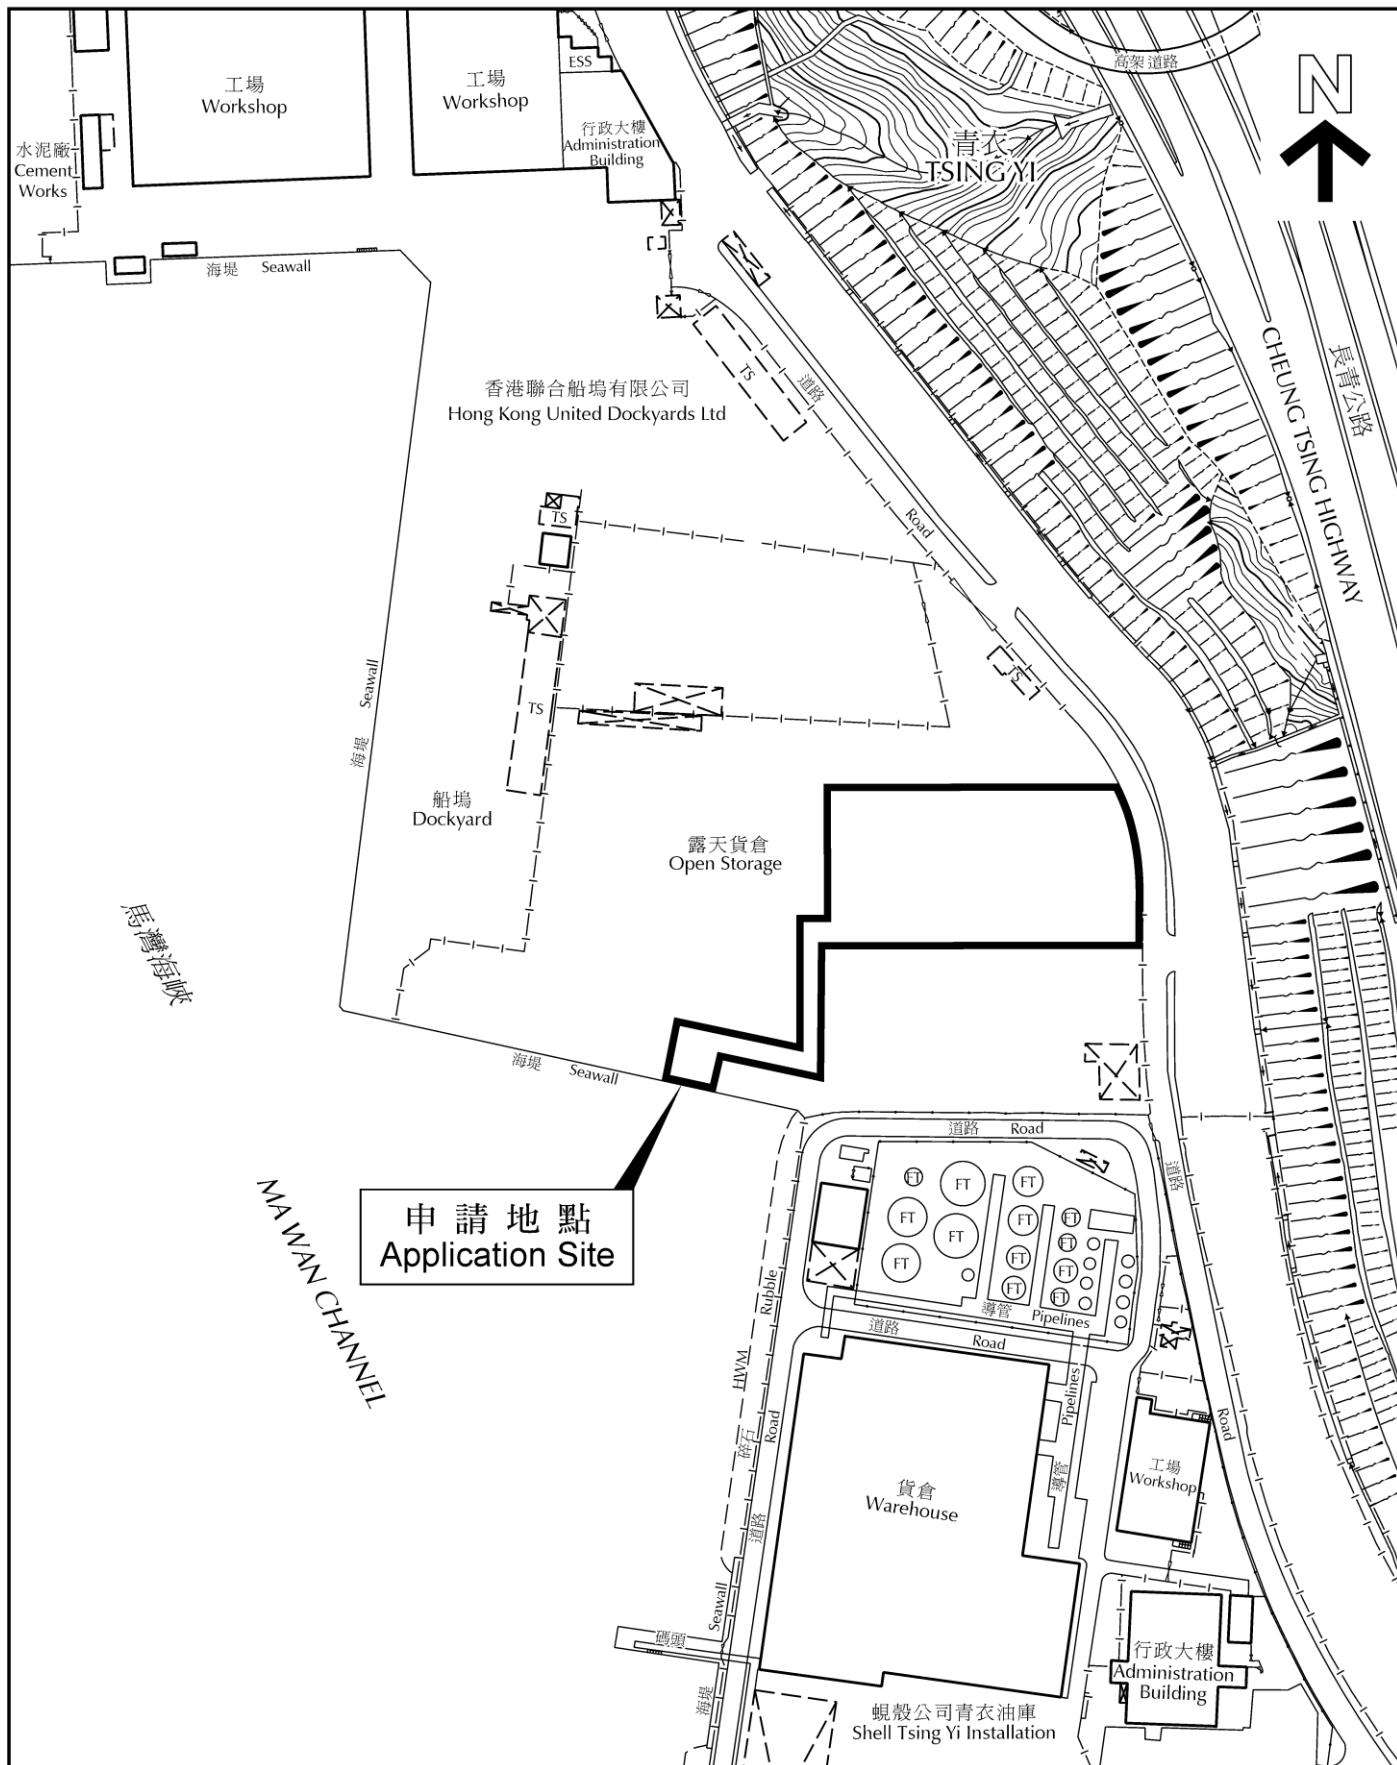 工場
Workshop
工場
Workshop
ESS
行政大樓
Administration
Building
水泥廠
Cement
Works
高架道路
N
青衣
TSING YI
海堤 Seawall
香港聯合船塢有限公司
Hong Kong United Dockyards Ltd
TS
道路
Road
長青公路
CHEUNG TSING HIGHWAY
TS
TS
TS
海堤 Seawall
船塢
Dockyard
露天貨倉
Open Storage
馬灣海峽
MA WAN CHANNEL
海堤 Seawall
申請地點
Application Site
道路 Road
道路
Road
FT
FT
FT
FT
FT
FT
FT
FT
FT
FT
FT
FT
FT
導管 Pipelines
道路 Road
HWM
碎石 Rubble
道路 Road
導管 Pipelines
貨倉
Warehouse
工場
Workshop
海堤 Seawall
碼頭
行政大樓
Administration
Building
蜆殼公司青衣油庫
Shell Tsing Yi Installation